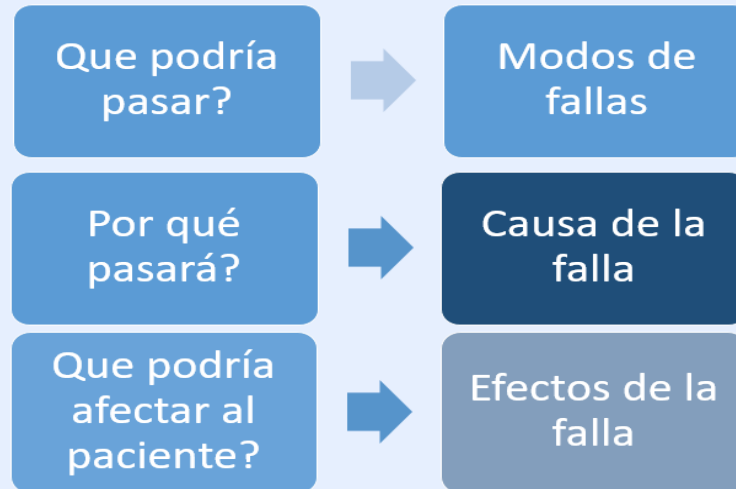 Que podría
pasar?
Modos de
fallas
Por qué
pasará?
Causa de la
falla
Que podría
afectar al
paciente?
Efectos de la
falla